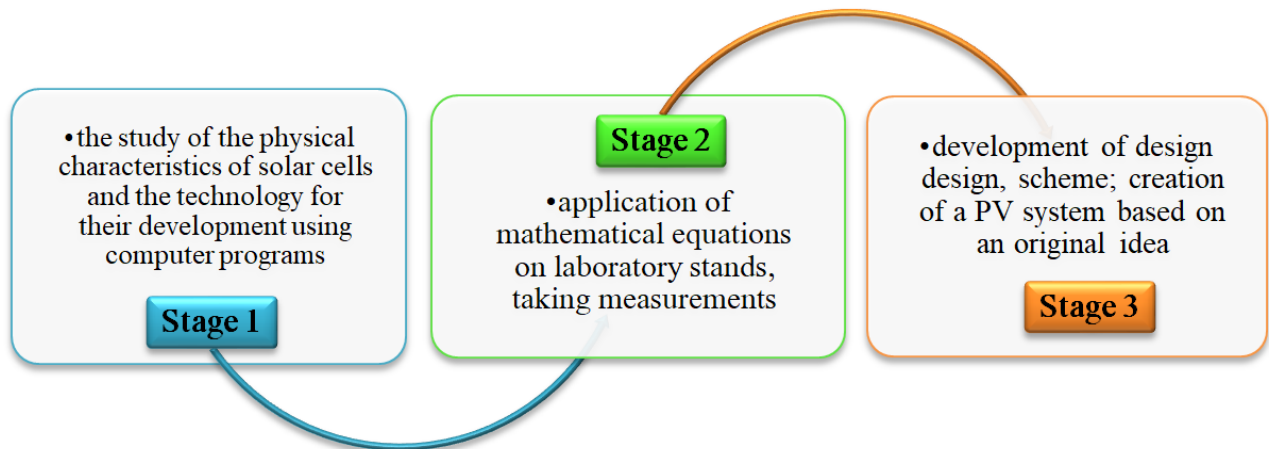 •the study of the physical
characteristics of solar cells
and the technology for
their development using
computer programs
Stage 1
Stage 2
•application of
mathematical equations
on laboratory stands,
taking measurements
•development of design
design, scheme; creation
of a PV system based on
an original idea
Stage 3